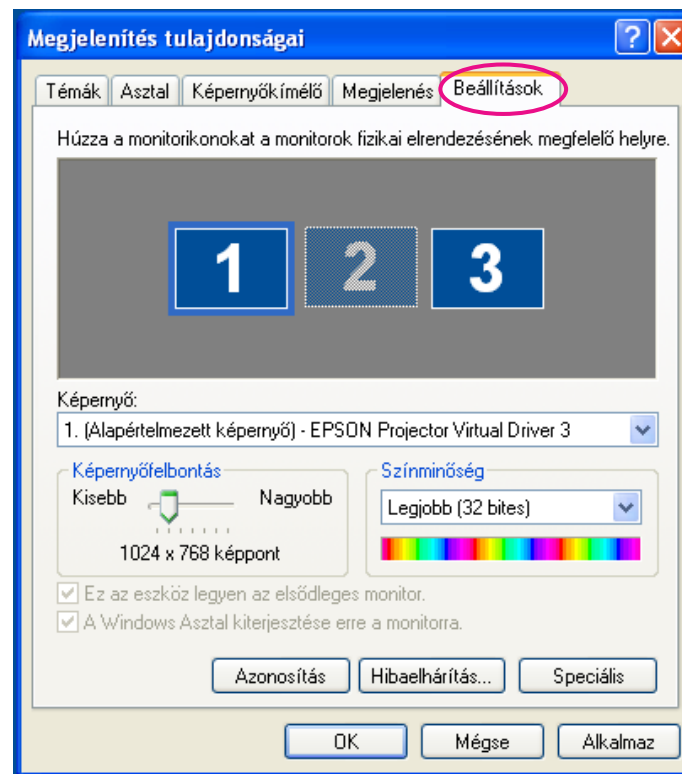 Megjelenítés tulajdonságai
Témák Asztal Képernyőkímélő Megjelenés Beállítások
Húzza a monitorikonokat a monitorok fizikai elrendezésének megfelelő helyre.
1 2 3
Képernyő:
1. (Alapértelmezett képernyő) - EPSON Projector Virtual Driver 3
Képernyőfelbontás
Kisebb Nagyobb
1024 x 768 képpont
Színminőség
Legjobb (32 bites)
Ez az eszköz legyen az elsődleges monitor.
A Windows Asztal kiterjesztése erre a monitorra.
Azonosítás Hibaelhárítás... Speciális
OK Mégse Alkalmaz